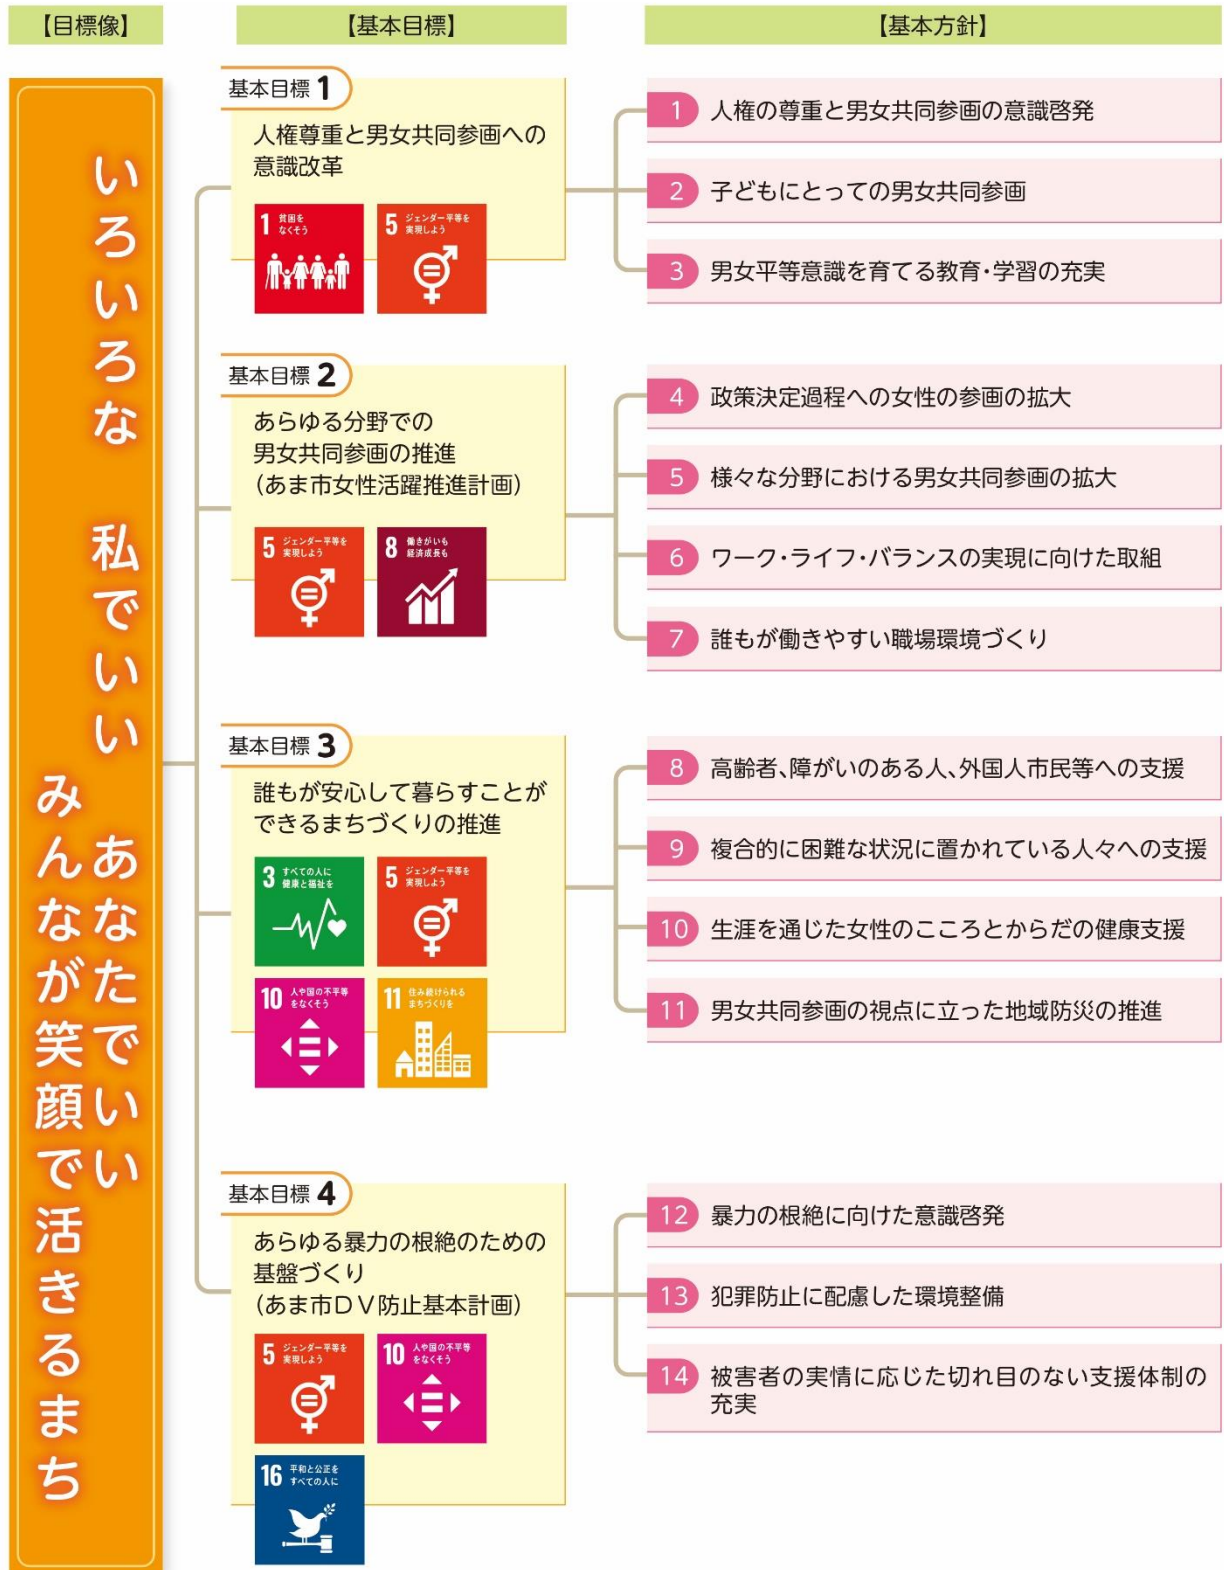 【目標像】
【基本目標】
【基本方針】
いろいろな　私でいい　あなたでいい
みんなが笑顔で活きるまち
基本目標 1
人権尊重と男女共同参画への
意識改革
1 貧困を
なくそう
5 ジェンダー平等を
実現しよう
1 人権の尊重と男女共同参画の意識啓発
2 子どもにとっての男女共同参画
3 男女平等意識を育てる教育・学習の充実
基本目標 2
あらゆる分野での
男女共同参画の推進
（あま市女性活躍推進計画）
5 ジェンダー平等を
実現しよう
8 働きがいも
経済成長も
4 政策決定過程への女性の参画の拡大
5 様々な分野における男女共同参画の拡大
6 ワーク・ライフ・バランスの実現に向けた取組
7 誰もが働きやすい職場環境づくり
基本目標 3
誰もが安心して暮らすことが
できるまちづくりの推進
3 すべての人に
健康と福祉を
5 ジェンダー平等を
実現しよう
10 人や国の不平等
をなくそう
11 住み続けられる
まちづくりを
8 高齢者、障がいのある人、外国人市民等への支援
9 複合的に困難な状況に置かれている人々への支援
10 生涯を通じた女性のこころとからだの健康支援
11 男女共同参画の視点に立った地域防災の推進
基本目標 4
あらゆる暴力の根絶のための
基盤づくり
（あま市ＤＶ防止基本計画）
5 ジェンダー平等を
実現しよう
10 人や国の不平等
をなくそう
16 平和と公正を
すべての人に
12 暴力の根絶に向けた意識啓発
13 犯罪防止に配慮した環境整備
14 被害者の実情に応じた切れ目のない支援体制の
充実